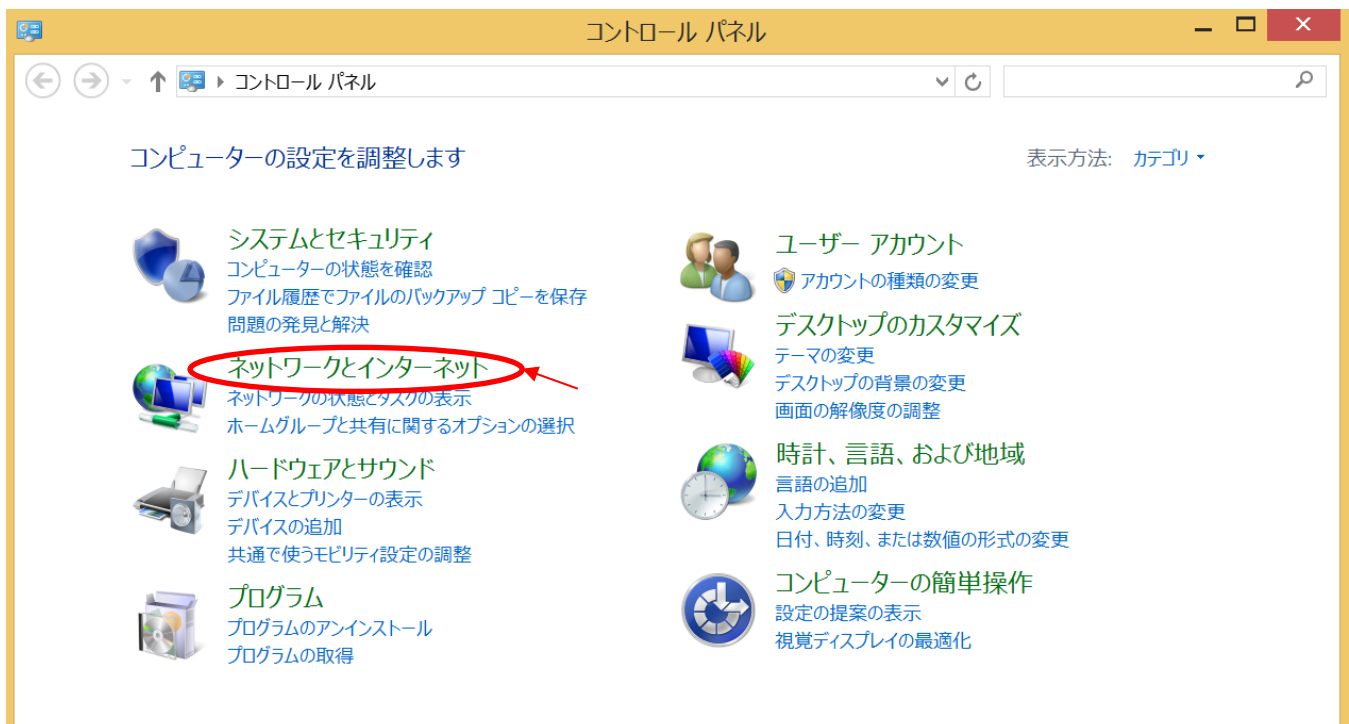 コントロール パネル
コントロール パネル
コンピューターの設定を調整します
表示方法: カテゴリ
システムとセキュリティ
コンピューターの状態を確認
ファイル履歴でファイルのバックアップ コピーを保存
問題の発見と解決
ネットワークとインターネット
ネットワークの状態とタスクの表示
ホームグループと共有に関するオプションの選択
ハードウェアとサウンド
デバイスとプリンターの表示
デバイスの追加
共通で使うモビリティ設定の調整
プログラム
プログラムのアンインストール
プログラムの取得
ユーザー アカウント
アカウントの種類の変更
デスクトップのカスタマイズ
テーマの変更
デスクトップの背景の変更
画面の解像度の調整
時計、言語、および地域
言語の追加
入力方法の変更
日付、時刻、または数値の形式の変更
コンピューターの簡単操作
設定の提案の表示
視覚ディスプレイの最適化